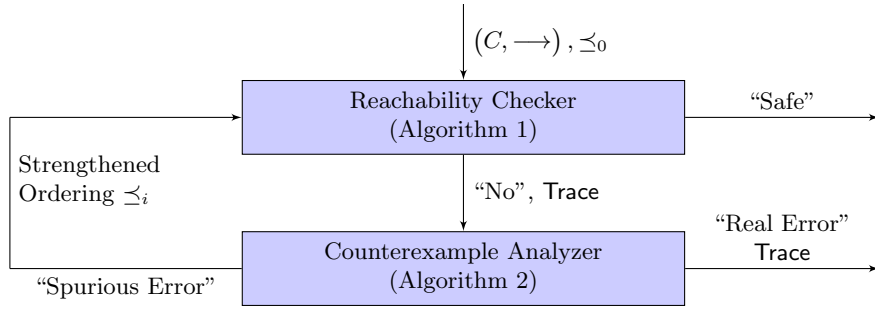 (C, ⟶) , ⪯₀
Reachability Checker
(Algorithm 1)
“Safe”
Strengthened
Ordering ⪯ᵢ
“No”, Trace
“Real Error”
Trace
Counterexample Analyzer
(Algorithm 2)
“Spurious Error”